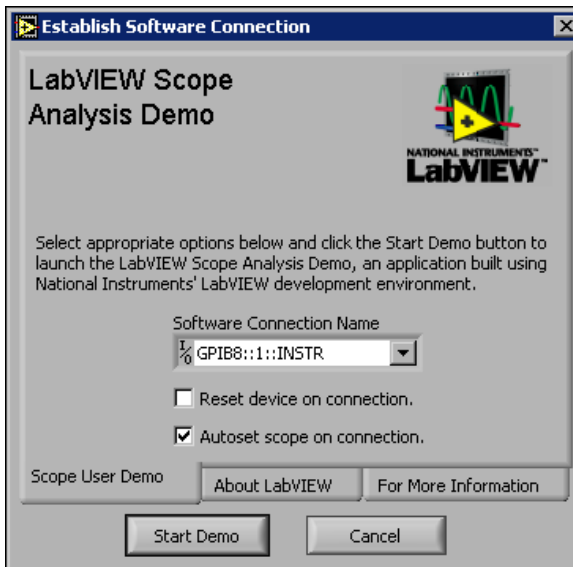 Establish Software Connection
LabVIEW Scope
Analysis Demo
NATIONAL INSTRUMENTS™
LabVIEW™
Select appropriate options below and click the Start Demo button to
launch the LabVIEW Scope Analysis Demo, an application built using
National Instruments' LabVIEW development environment.
Software Connection Name
I/O GPIB8::1::INSTR
Reset device on connection.
Autoset scope on connection.
Scope User Demo
About LabVIEW
For More Information
Start Demo
Cancel